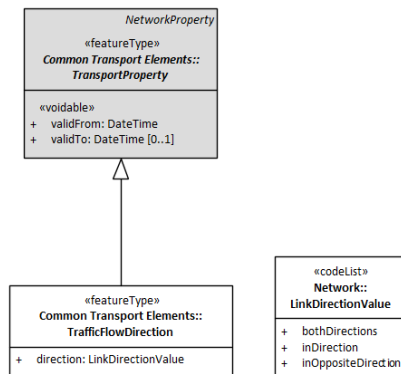 NetworkProperty
«featureType»
Common Transport Elements::
TransportProperty
«voidable»
+ validFrom: DateTime
+ validTo: DateTime [0..1]
«featureType»
Common Transport Elements::
TrafficFlowDirection
+ direction: LinkDirectionValue
«codeList»
Network::
LinkDirectionValue
+ bothDirections
+ inDirection
+ inOppositeDirection